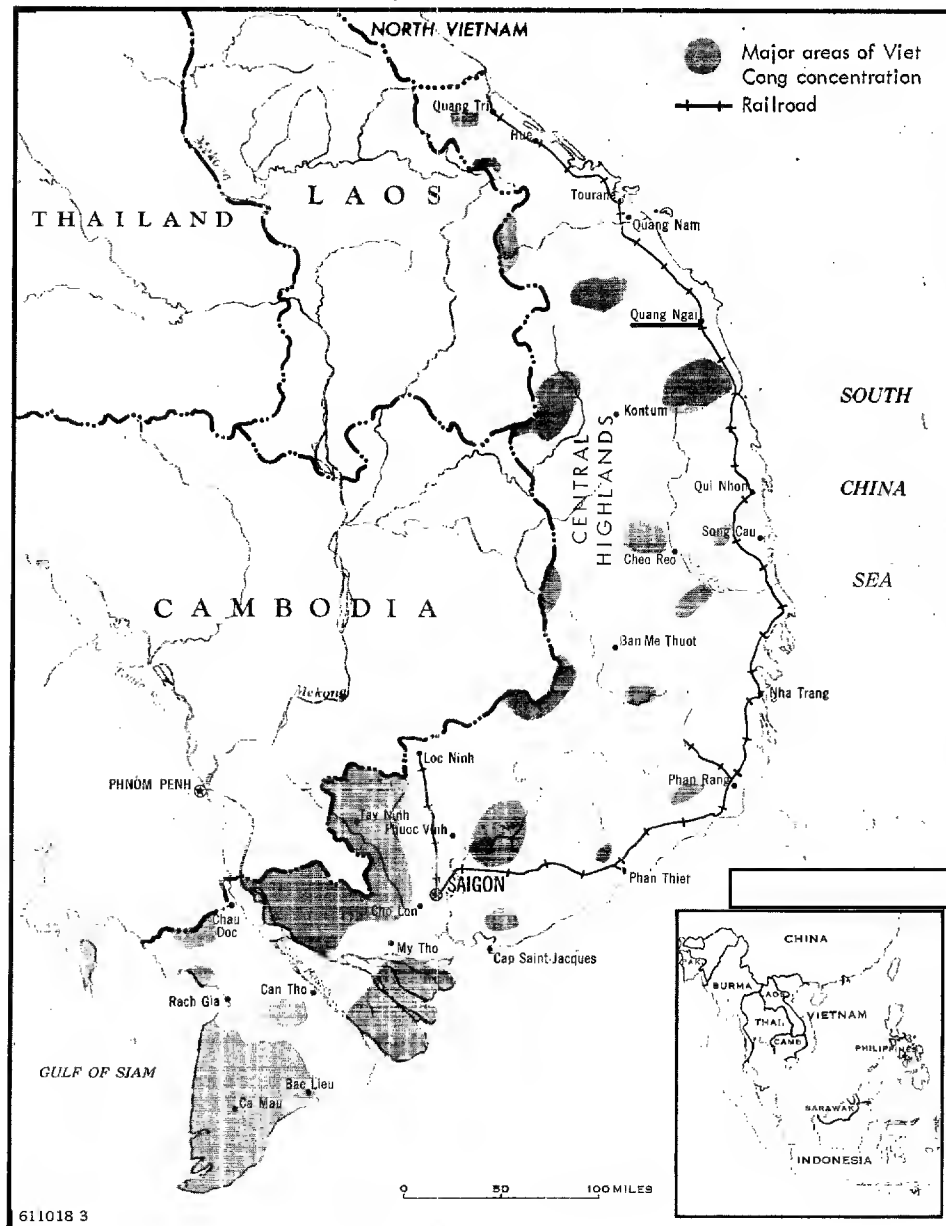 NORTH VIETNAM
Major areas of Viet
Cong concentration
Railroad
Quang Tri
Hue
LAOS
THAILAND
Tourane
Quang Nam
Quang Ngai
SOUTH
CHINA
SEA
Kontum
CENTRAL
HIGHLANDS
Qui Nhon
Song Cau
Cheo Reo
CAMBODIA
Ban Me Thuot
Mekong
Nha Trang
Loc Ninh
PHNOM PENH
Phan Rang
Tay Ninh
Phuoc Vinh
SAIGON
Phan Thiet
Cho Lon
Chau
Doc
My Tho
Cap Saint-Jacques
Rach Gia
Can Tho
GULF OF SIAM
Bac Lieu
Ca Mau
CHINA
BURMA
LAOS
VIETNAM
THAI.
CAMB
PHILIPPINES
SARAWAK
INDONESIA
0 50 100 MILES
611018 3